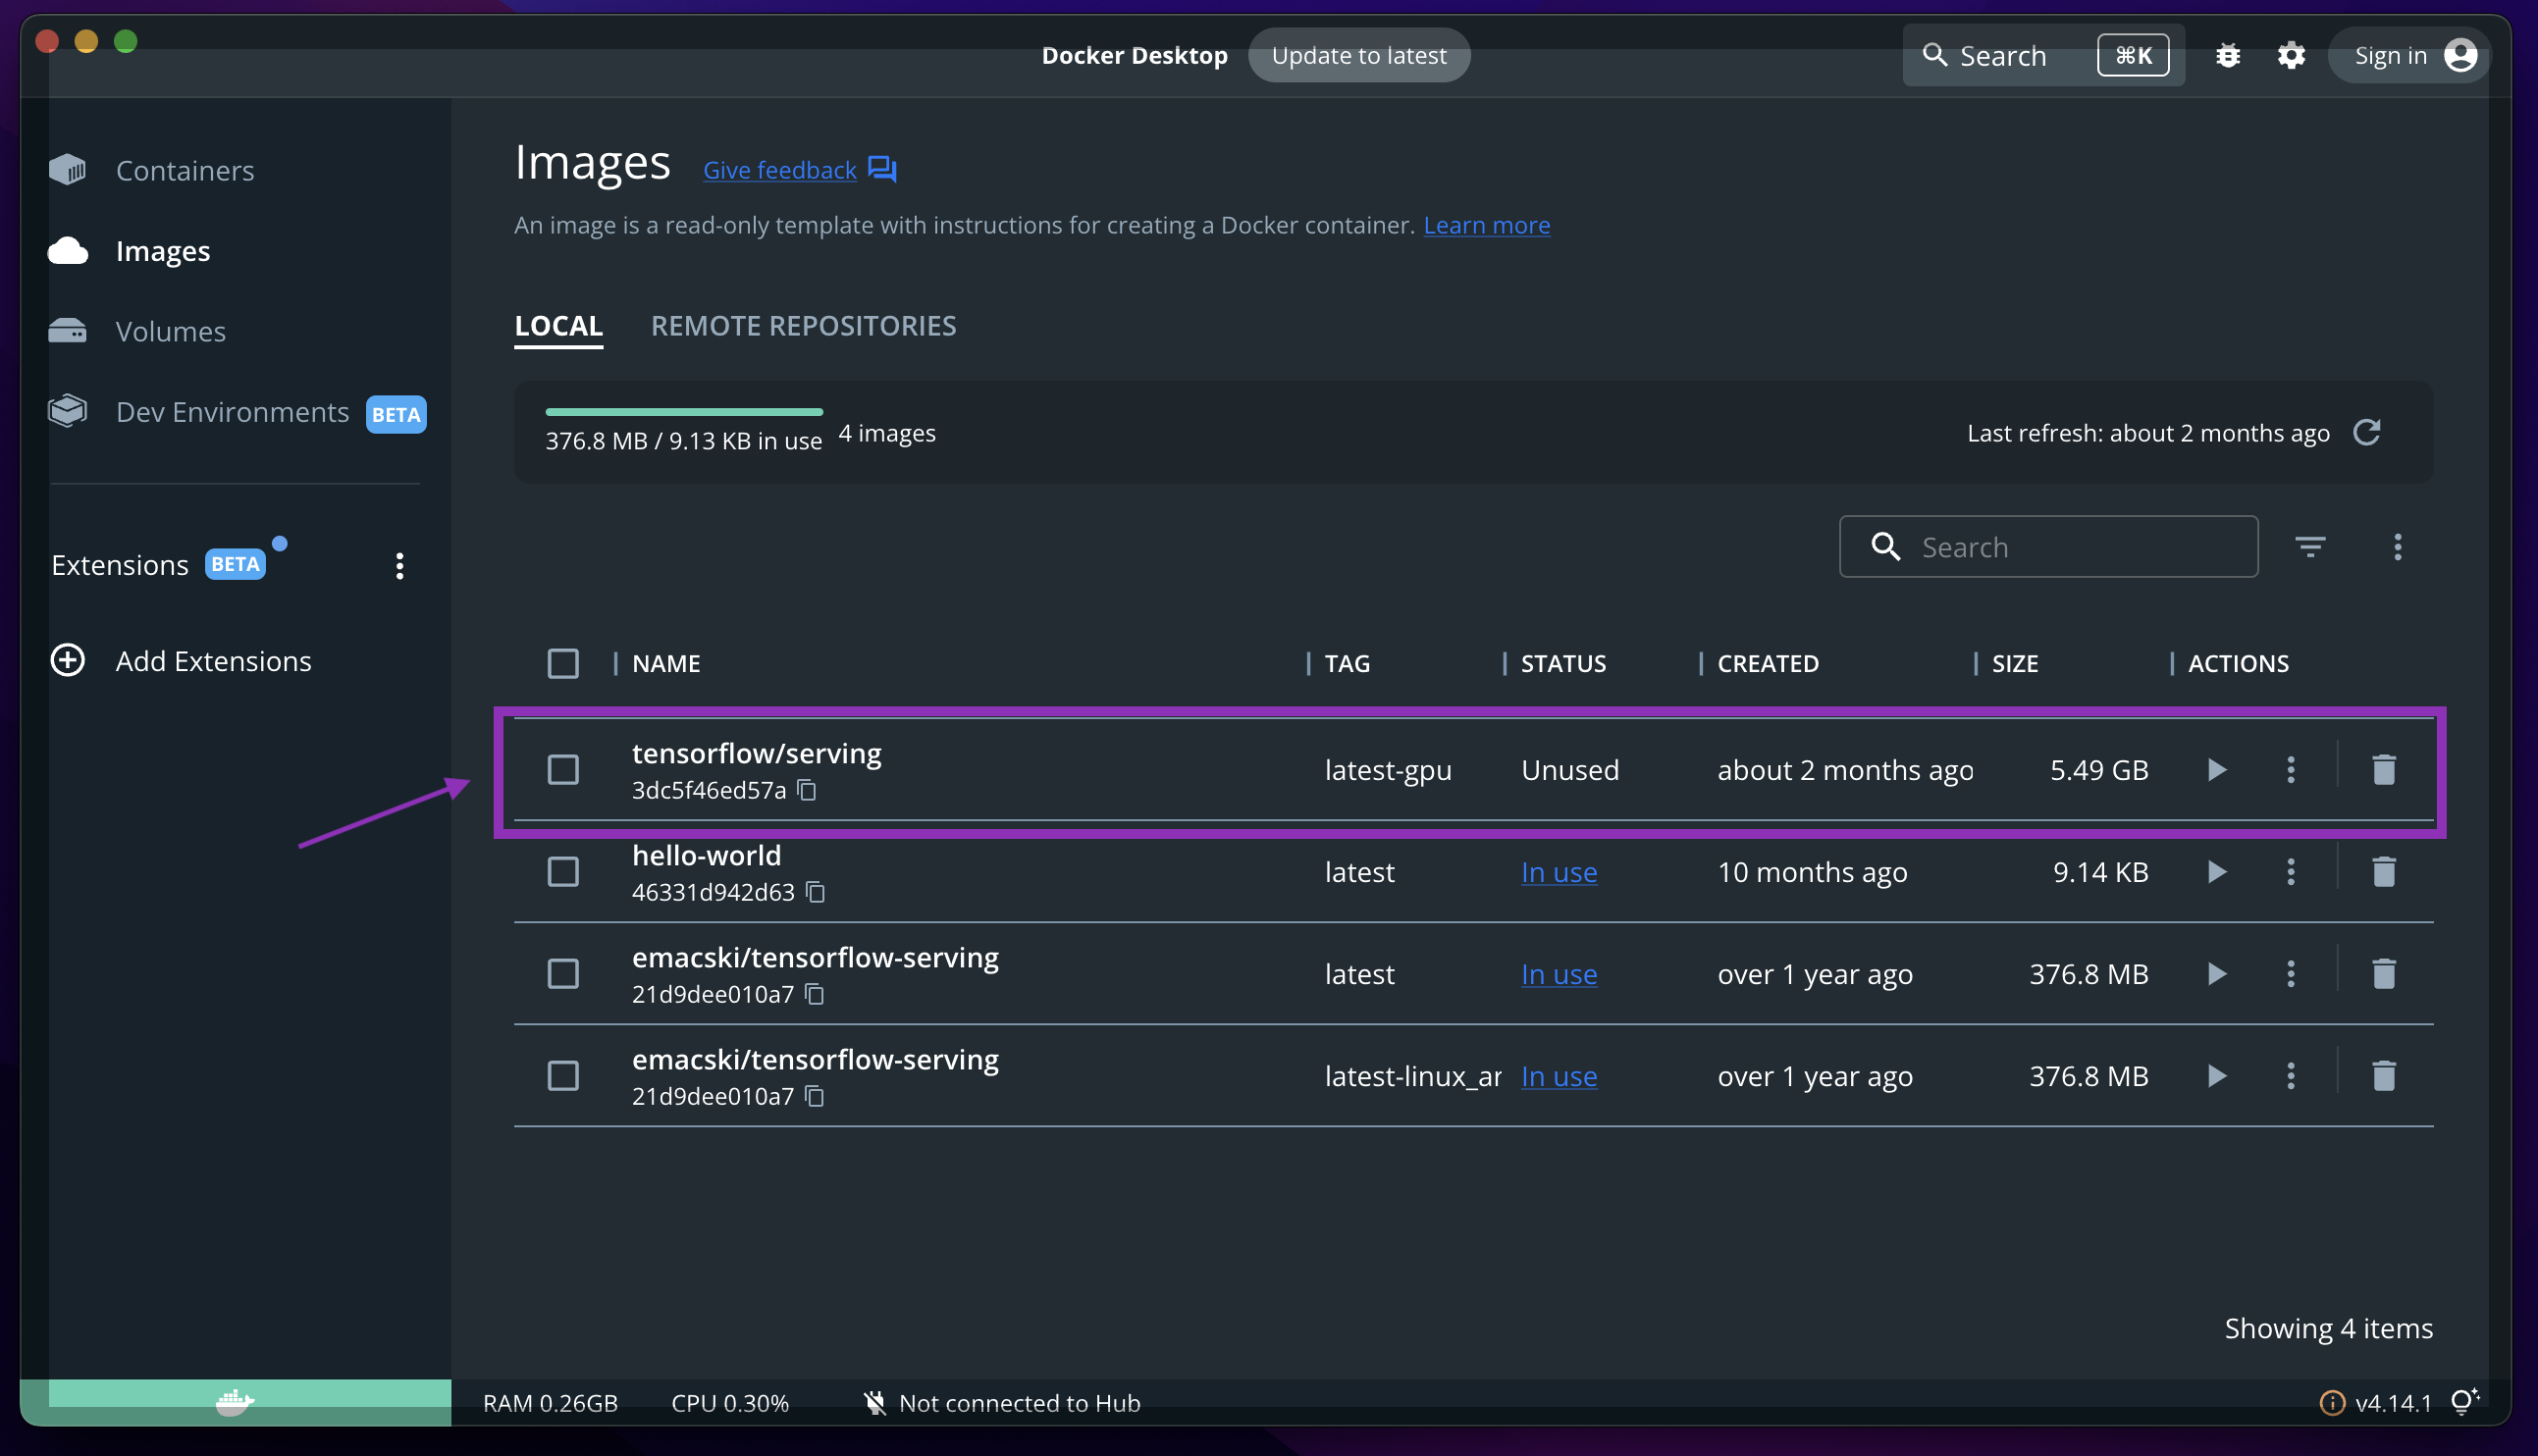 Docker Desktop Update to latest Search ⌘K Sign in
Containers
Images
Volumes
Dev Environments BETA
Extensions BETA
Add Extensions
Images Give feedback
An image is a read-only template with instructions for creating a Docker container. Learn more
LOCAL REMOTE REPOSITORIES
376.8 MB / 9.13 KB in use 4 images Last refresh: about 2 months ago
Search
NAME TAG STATUS CREATED SIZE ACTIONS
tensorflow/serving
3dc5f46ed57a latest-gpu Unused about 2 months ago 5.49 GB
hello-world
46331d942d63 latest In use 10 months ago 9.14 KB
emacski/tensorflow-serving
21d9dee010a7 latest In use over 1 year ago 376.8 MB
emacski/tensorflow-serving
21d9dee010a7 latest-linux_ar In use over 1 year ago 376.8 MB
Showing 4 items
RAM 0.26GB CPU 0.30% Not connected to Hub v4.14.1